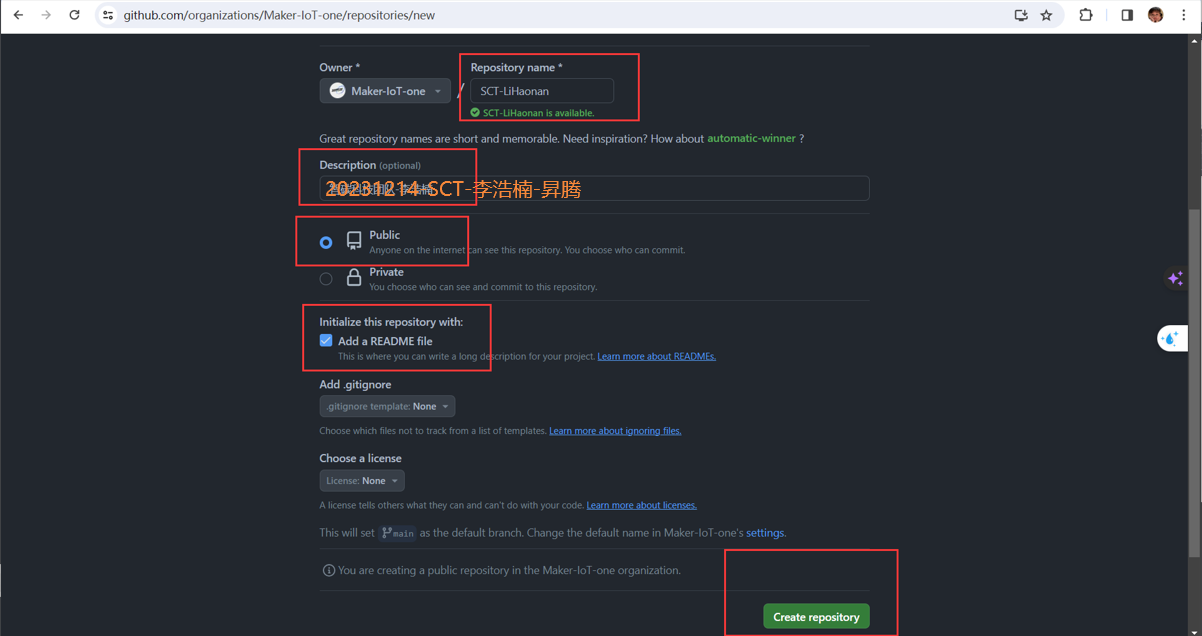 github.com/organizations/Maker-IoT-one/repositories/new
Owner *
Repository name *
Maker-IoT-one
/
SCT-LiHaonan
SCT-LiHaonan is available.
Great repository names are short and memorable. Need inspiration? How about automatic-winner ?
Description (optional)
20231214-SCT-李浩楠-昇腾
Public
Anyone on the internet can see this repository. You choose who can commit.
Private
You choose who can see and commit to this repository.
Initialize this repository with:
Add a README file
This is where you can write a long description for your project. Learn more about READMEs.
Add .gitignore
.gitignore template: None
Choose which files not to track from a list of templates. Learn more about ignoring files.
Choose a license
License: None
A license tells others what they can and can't do with your code. Learn more about licenses.
This will set main as the default branch. Change the default name in Maker-IoT-one's settings.
You are creating a public repository in the Maker-IoT-one organization.
Create repository